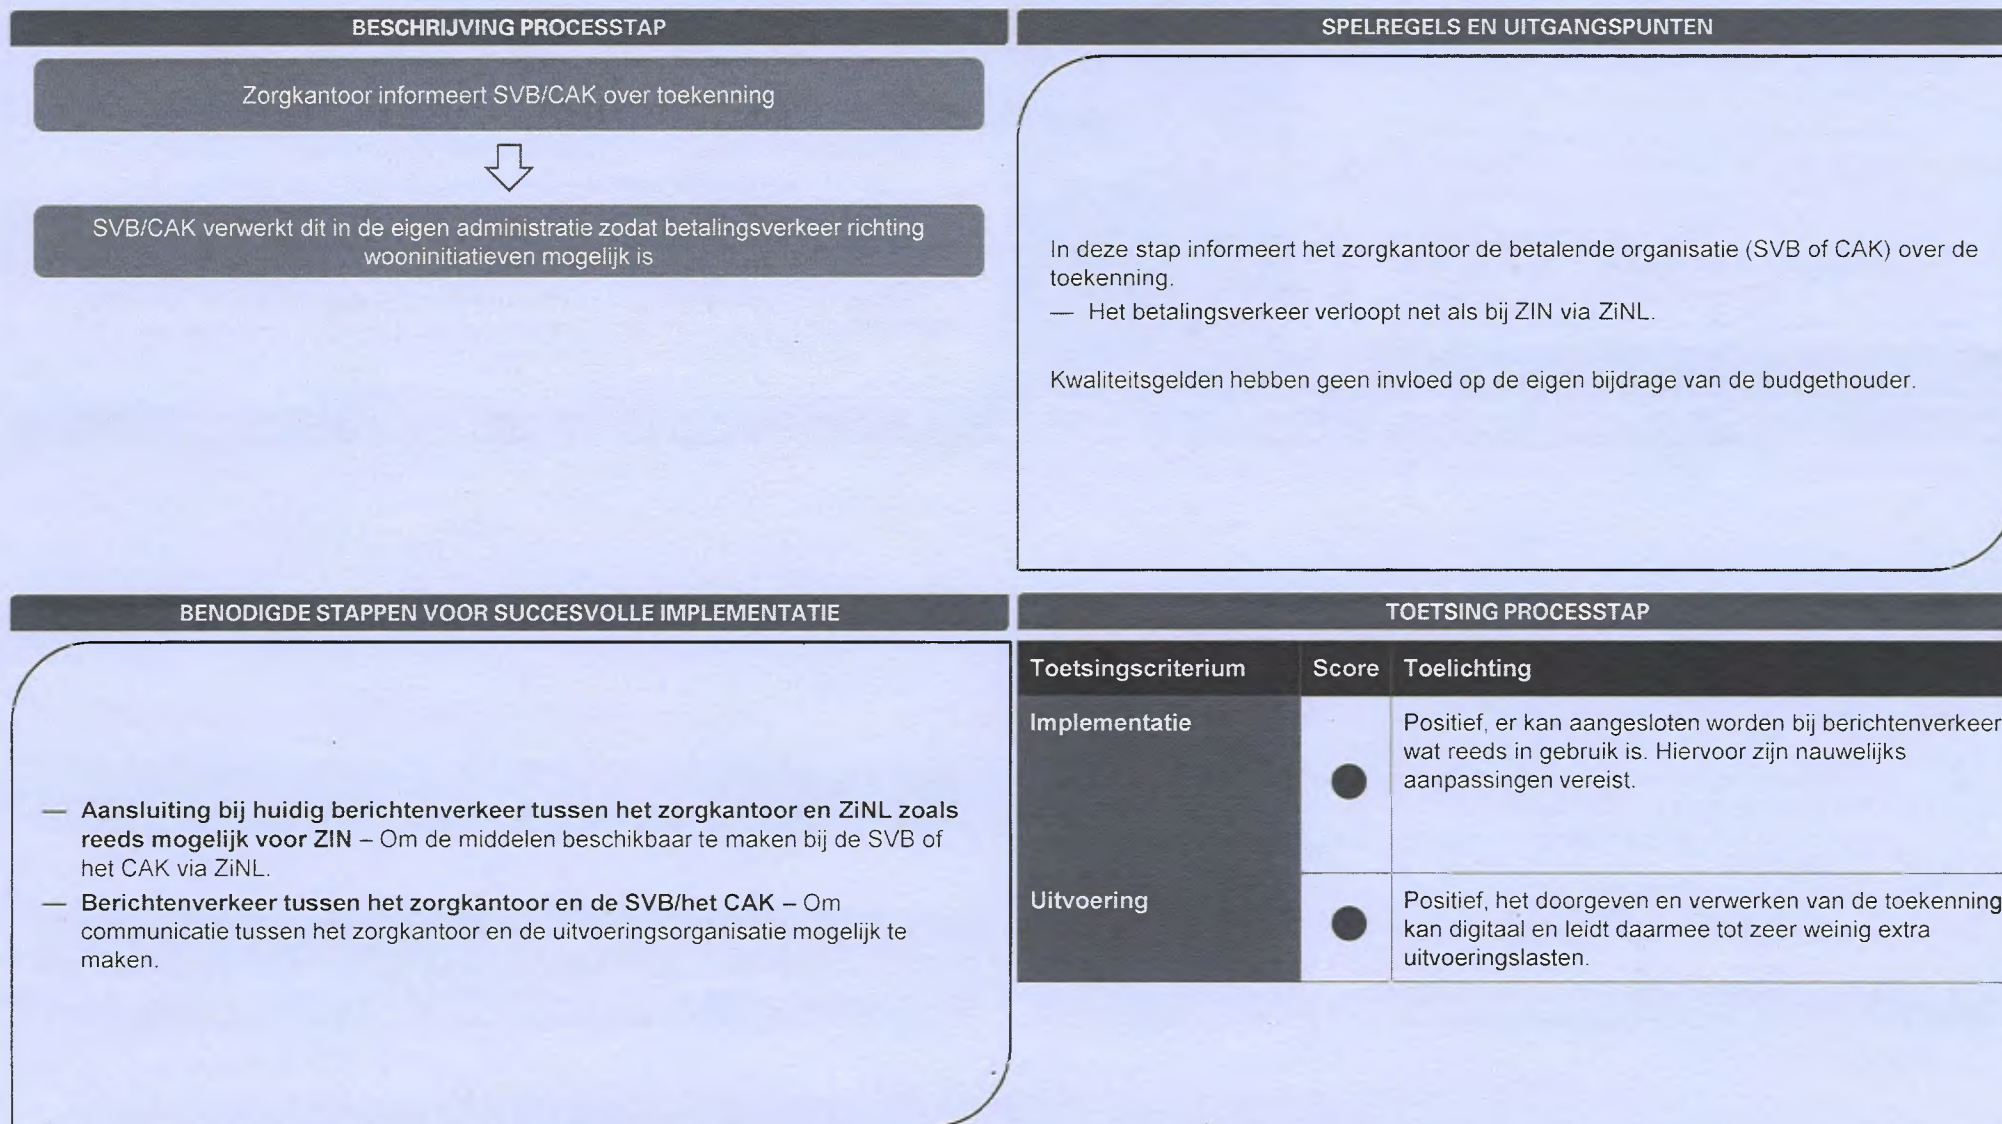 BESCHRIJVING PROCESSTAP
Zorgkantoor informeert SVB/CAK over toekenning
SVB/CAK verwerkt dit in de eigen administratie zodat betalingsverkeer richting
wooninitiatieven mogelijk is
SPELREGELS EN UITGANGSPUNTEN
In deze stap informeert het zorgkantoor de betalende organisatie (SVB of CAK) over de
toekenning.
— Het betalingsverkeer verloopt net als bij ZIN via ZiNL.
Kwaliteitsgelden hebben geen invloed op de eigen bijdrage van de budgethouder.
BENODIGDE STAPPEN VOOR SUCCESVOLLE IMPLEMENTATIE
— Aansluiting bij huidig berichtenverkeer tussen het zorgkantoor en ZiNL zoals
reeds mogelijk voor ZIN – Om de middelen beschikbaar te maken bij de SVB of
het CAK via ZiNL.
— Berichtenverkeer tussen het zorgkantoor en de SVB/het CAK – Om
communicatie tussen het zorgkantoor en de uitvoeringsorganisatie mogelijk te
maken.
TOETSING PROCESSTAP
Toetsingscriterium Score Toelichting
Implementatie
Positief, er kan aangesloten worden bij berichtenverkeer
wat reeds in gebruik is. Hiervoor zijn nauwelijks
aanpassingen vereist.
Uitvoering
Positief, het doorgeven en verwerken van de toekenning
kan digitaal en leidt daarmee tot zeer weinig extra
uitvoeringslasten.